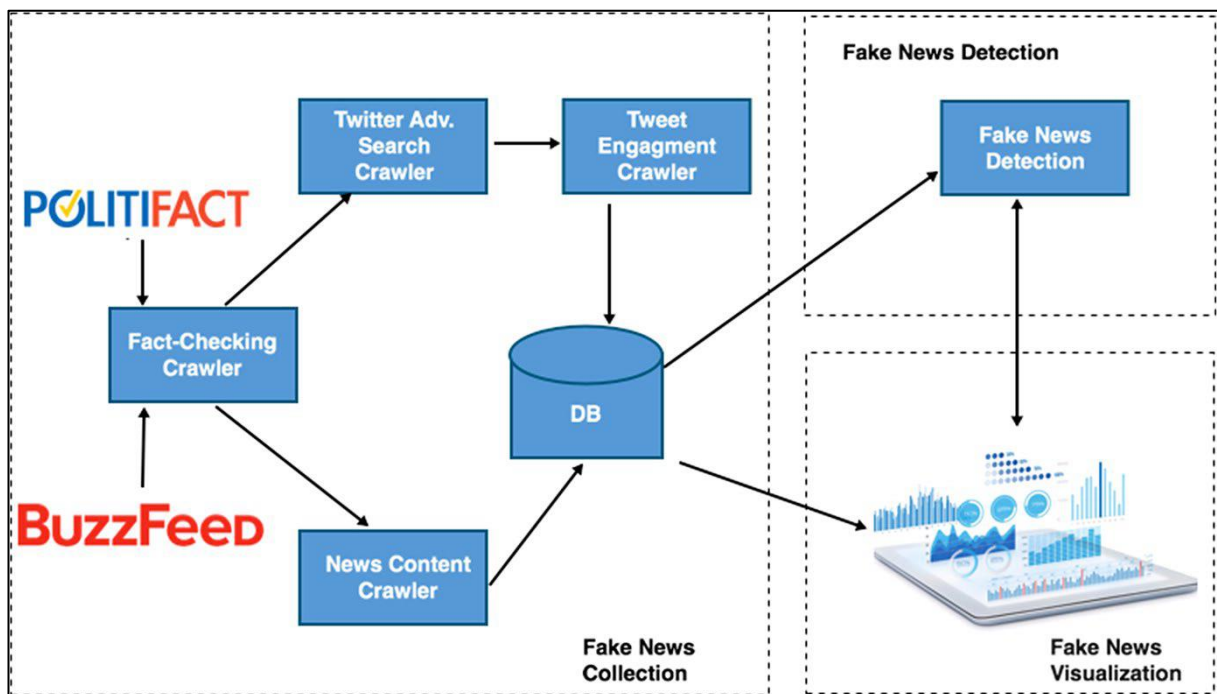 Fake News Detection
Twitter Adv.
Search
Crawler
Tweet
Engagment
Crawler
Fake News
Detection
POLITIFACT
Fact-Checking
Crawler
DB
BUZZFEED
News Content
Crawler
Fake News
Collection
Fake News
Visualization